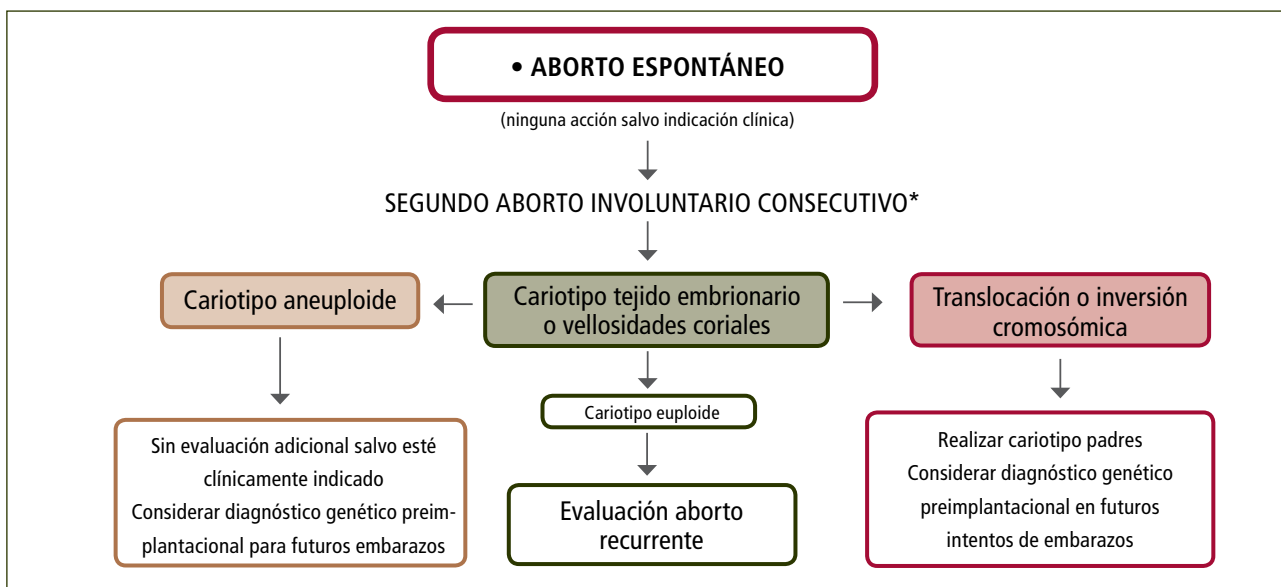 • ABORTO ESPONTÁNEO
(ninguna acción salvo indicación clínica)
SEGUNDO ABORTO INVOLUNTARIO CONSECUTIVO*
Cariotipo aneuploide
Cariotipo tejido embrionario
o vellosidades coriales
Translocación o inversión
cromosómica
Sin evaluación adicional salvo esté
clínicamente indicado
Considerar diagnóstico genético preim-
plantacional para futuros embarazos
Cariotipo euploide
Evaluación aborto
recurrente
Realizar cariotipo padres
Considerar diagnóstico genético
preimplantacional en futuros
intentos de embarazos